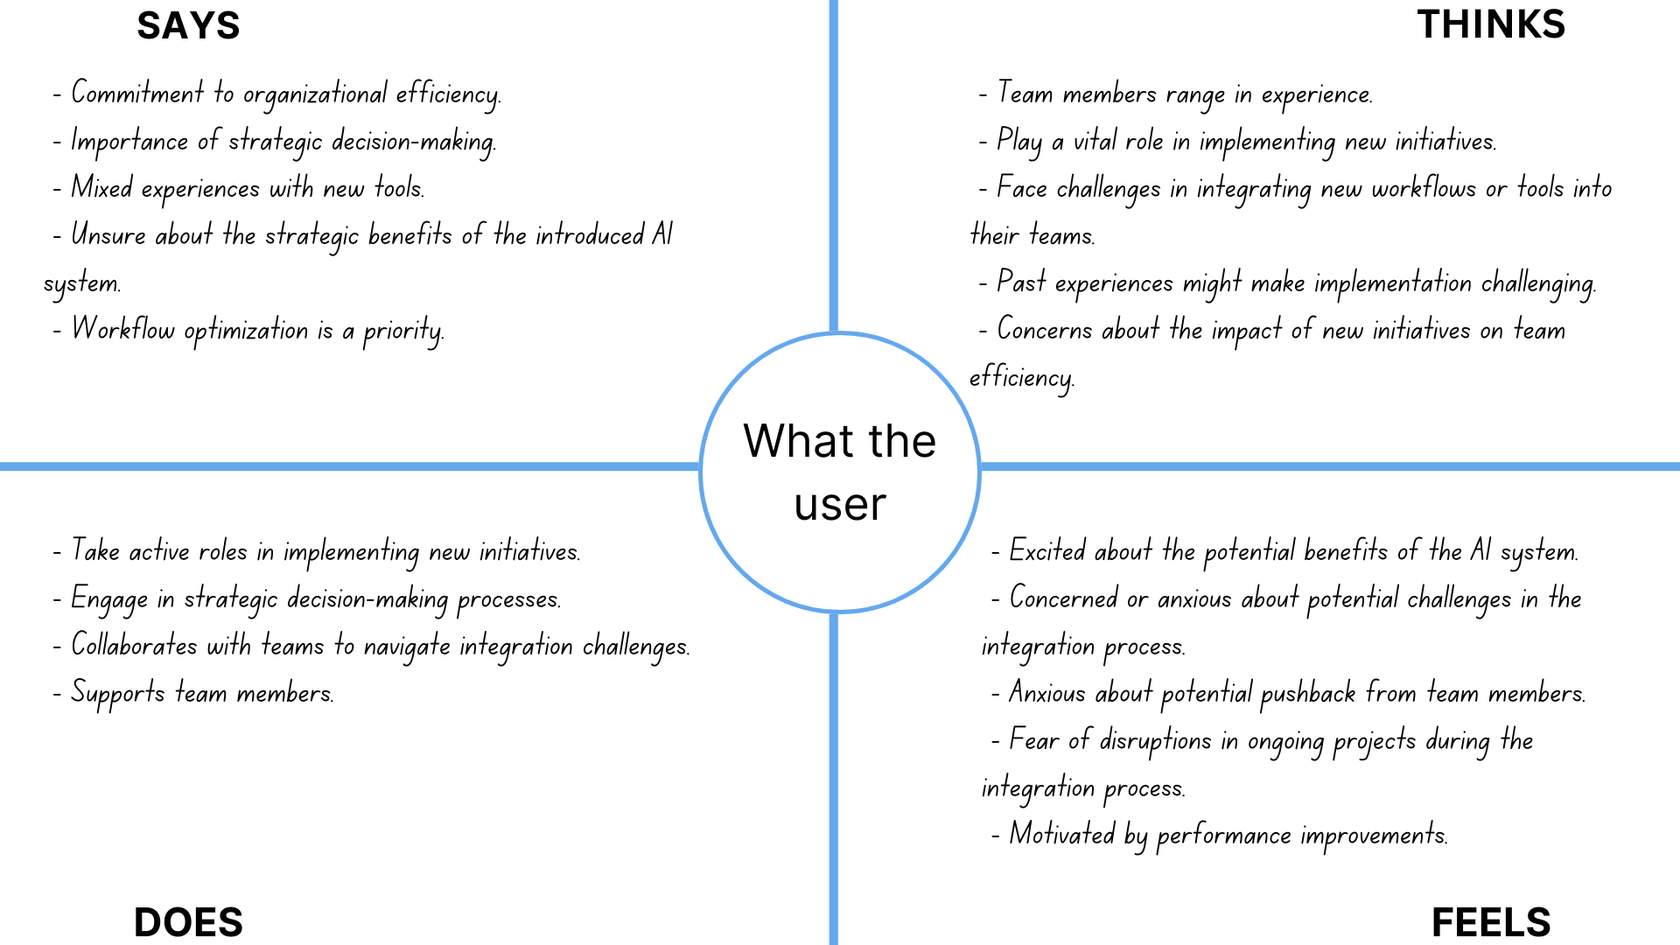 SAYS
- Commitment to organizational efficiency.
- Importance of strategic decision-making.
- Mixed experiences with new tools.
- Unsure about the strategic benefits of the introduced AI
system.
- Workflow optimization is a priority.
THINKS
- Team members range in experience.
- Play a vital role in implementing new initiatives.
- Face challenges in integrating new workflows or tools into
their teams.
- Past experiences might make implementation challenging.
- Concerns about the impact of new initiatives on team
efficiency.
What the
user
- Take active roles in implementing new initiatives.
- Engage in strategic decision-making processes.
- Collaborates with teams to navigate integration challenges.
- Supports team members.
DOES
- Excited about the potential benefits of the AI system.
- Concerned or anxious about potential challenges in the
integration process.
- Anxious about potential pushback from team members.
- Fear of disruptions in ongoing projects during the
integration process.
- Motivated by performance improvements.
FEELS